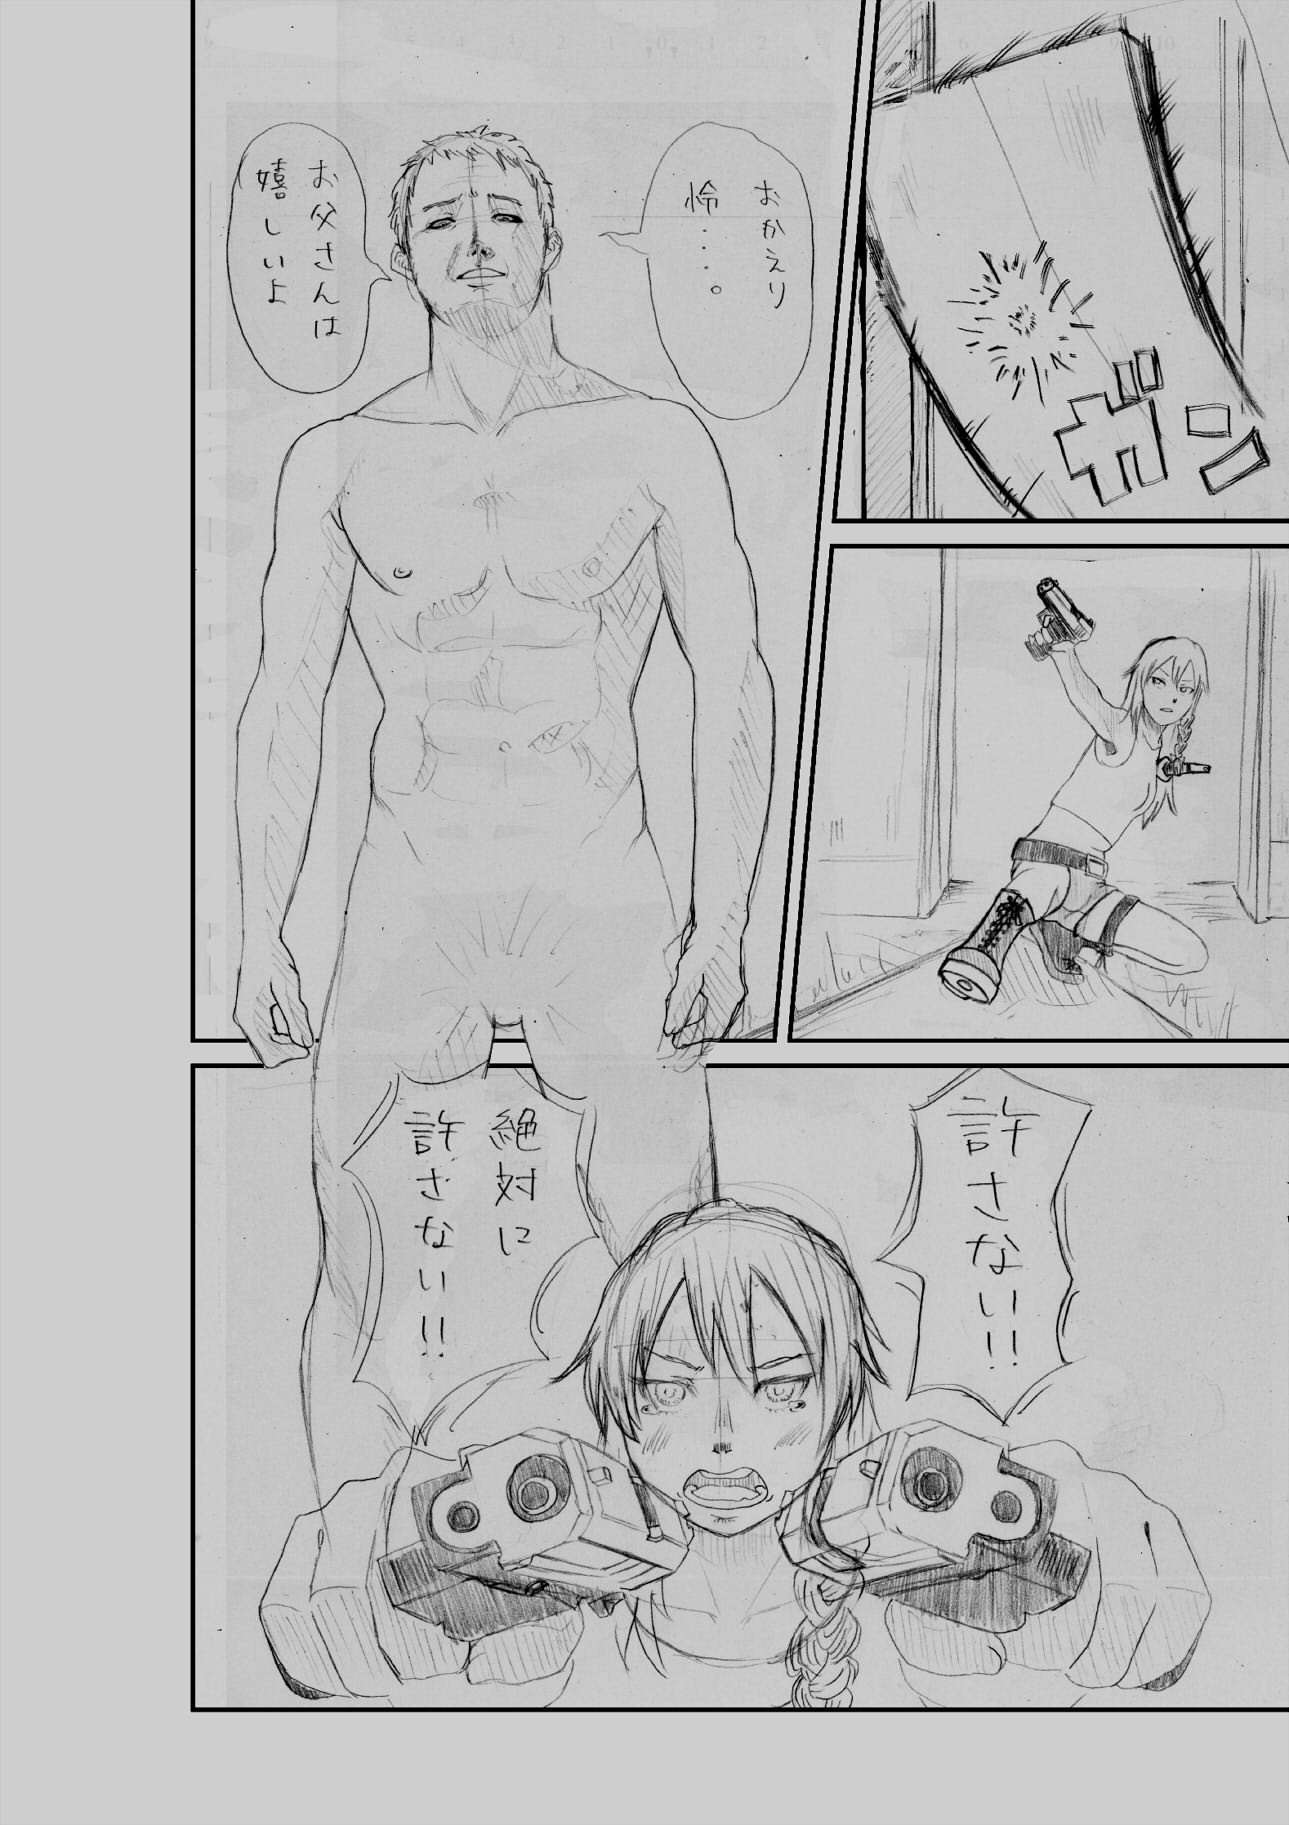 ガン
おかえり
怜・・・。
お父さんは
嬉しいよ
許さない!!
絶対に
許さない!!